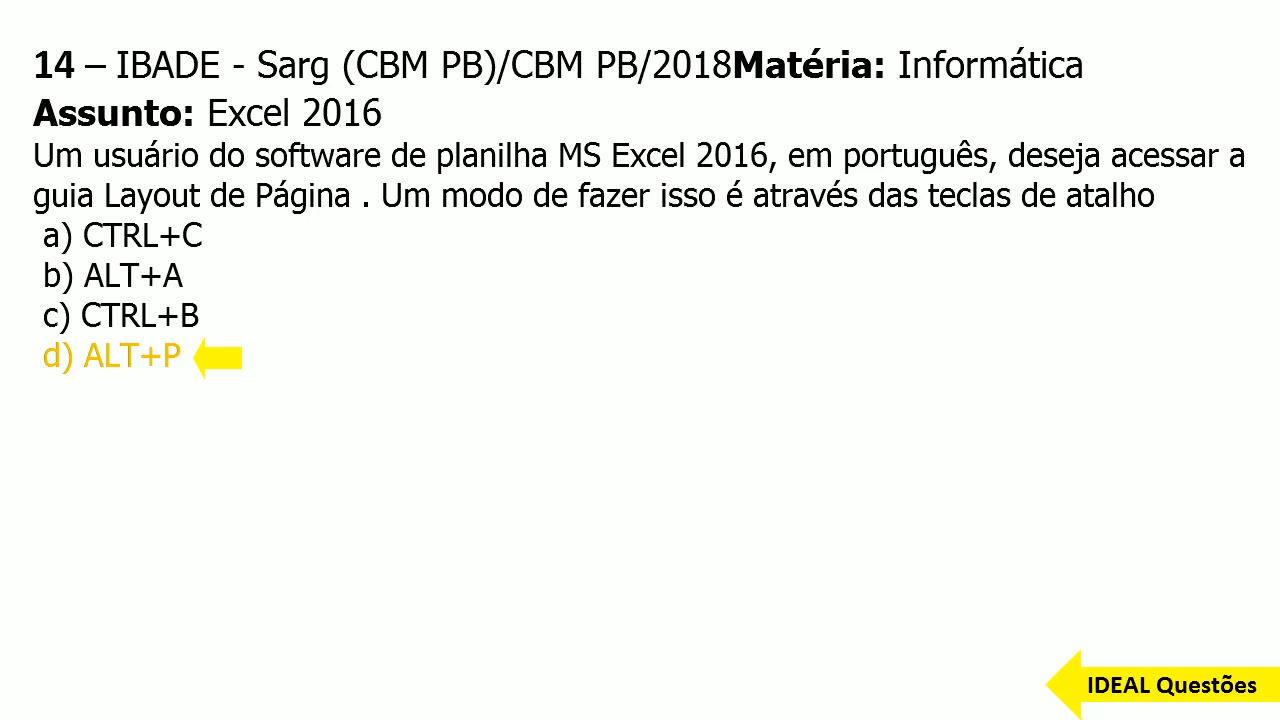 14 – IBADE - Sarg (CBM PB)/CBM PB/2018Matéria: Informática
Assunto: Excel 2016
Um usuário do software de planilha MS Excel 2016, em português, deseja acessar a
guia Layout de Página . Um modo de fazer isso é através das teclas de atalho
a) CTRL+C
b) ALT+A
c) CTRL+B
d) ALT+P
IDEAL Questões